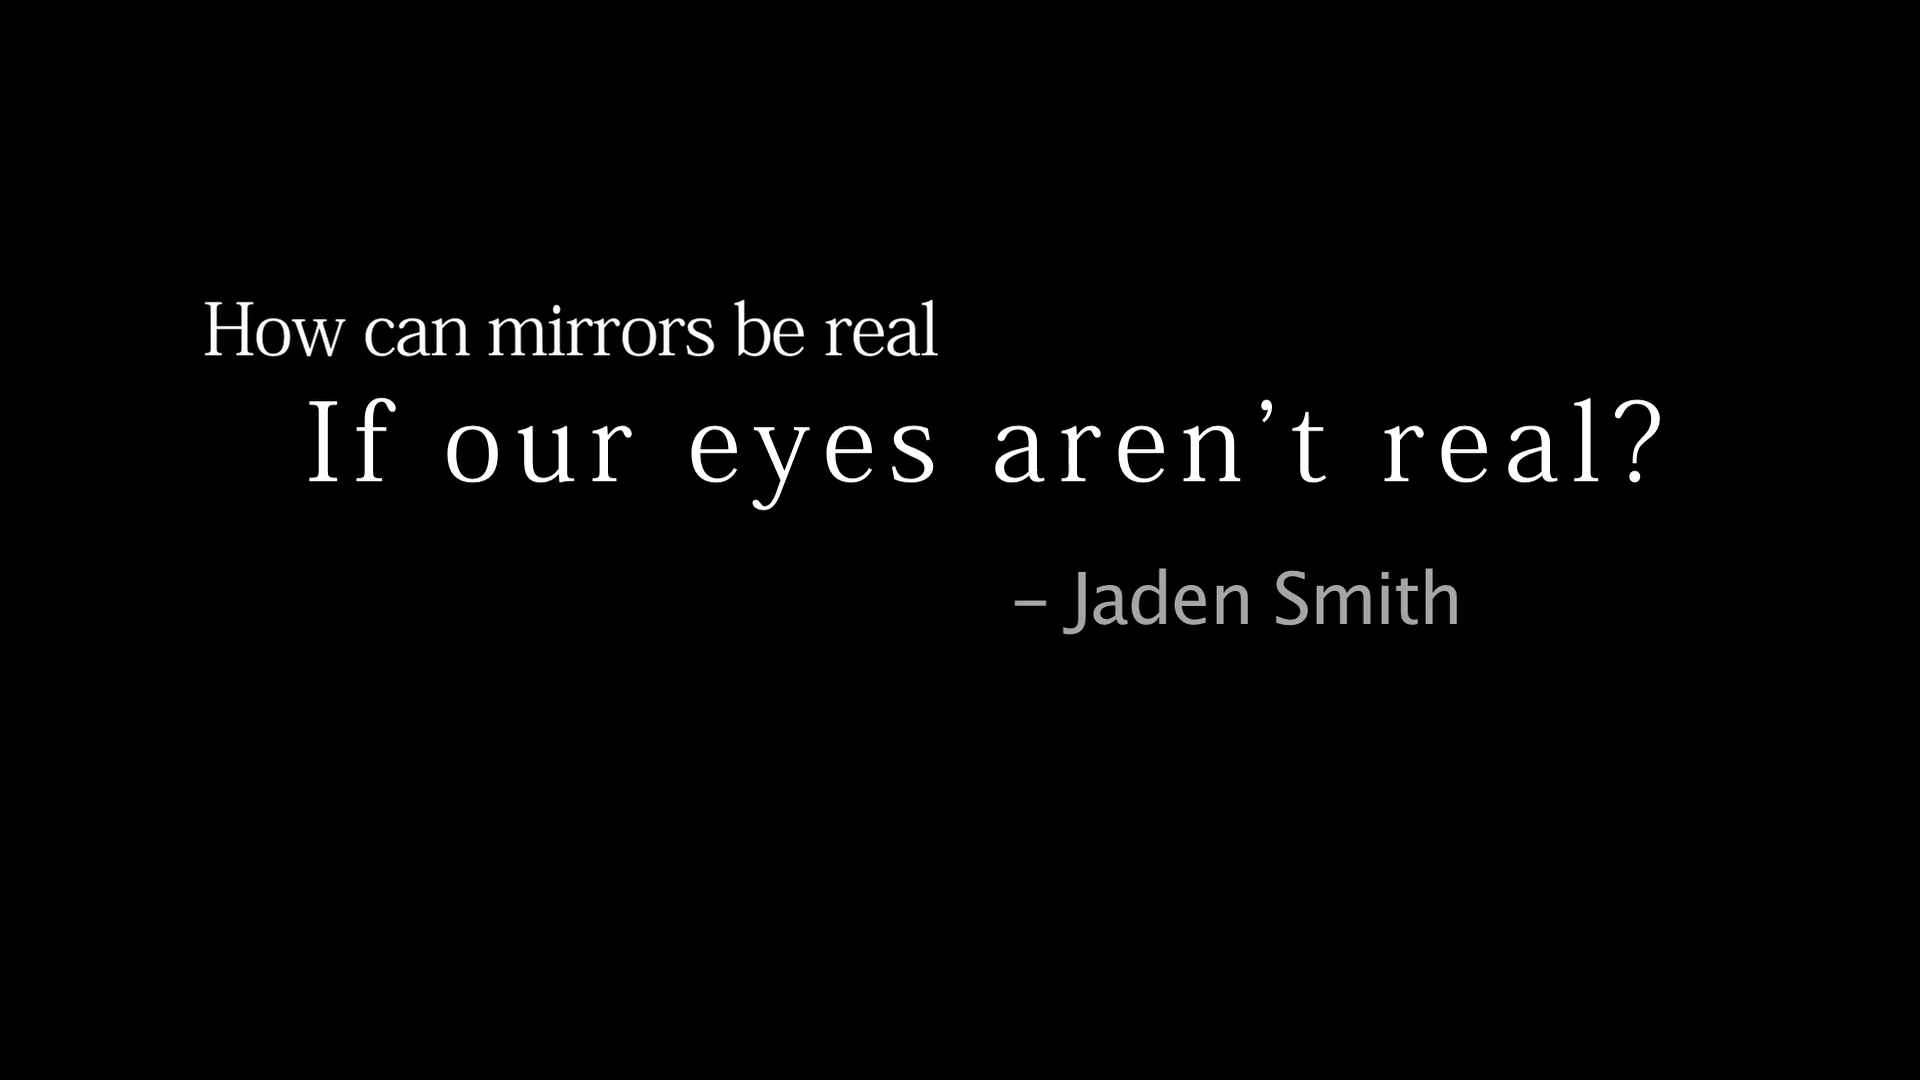 How can mirrors be real
If our eyes aren’t real?
– Jaden Smith